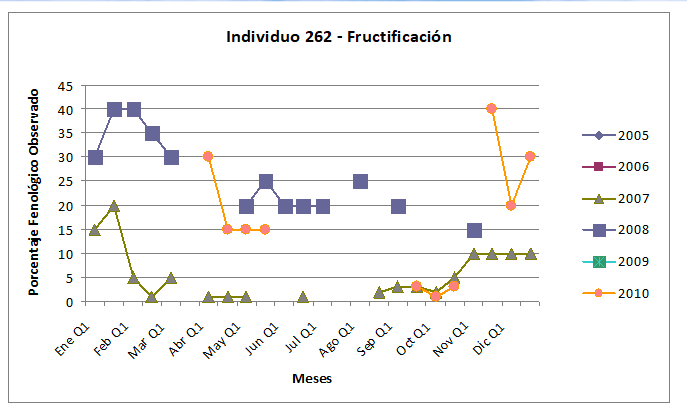 Individuo 262 - Fructificación
Porcentaje Fenológico Observado
45
40
35
30
25
20
15
10
5
0
Ene Q1
Feb Q1
Mar Q1
Abr Q1
May Q1
Jun Q1
Jul Q1
Ago Q1
Sep Q1
Oct Q1
Nov Q1
Dic Q1
Meses
2005
2006
2007
2008
2009
2010